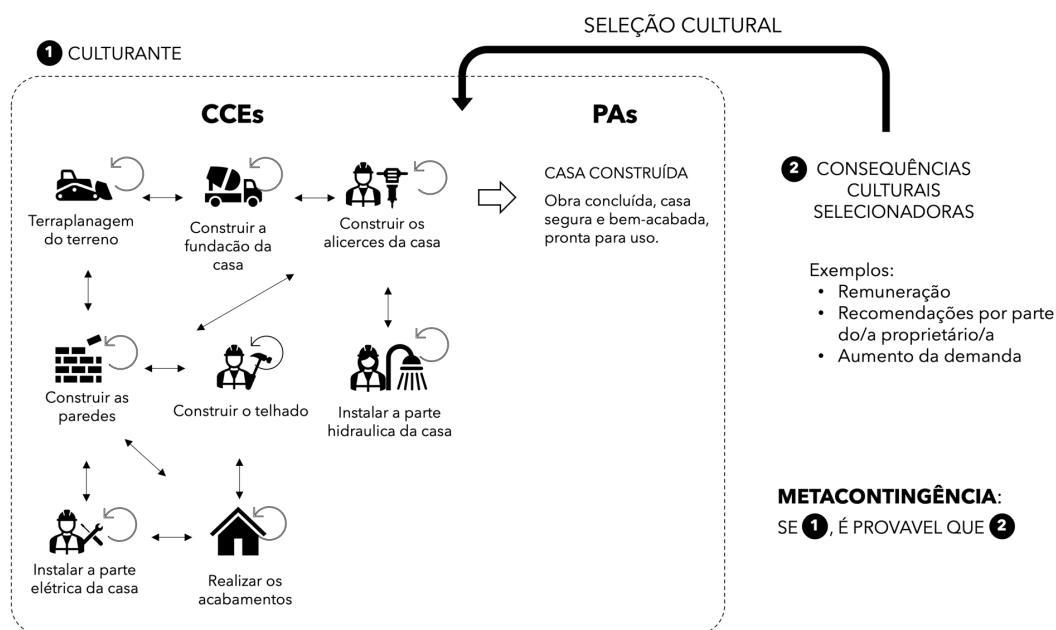 SELEÇÃO CULTURAL
1 CULTURANTE
CCEs
PAs
Terraplanagem
do terreno
Construir a
fundacão da
casa
Construir os
alicerces da casa
CASA CONSTRUÍDA
Obra concluída, casa
segura e bem-acabada,
pronta para uso.
2 CONSEQUÊNCIAS
CULTURAIS
SELECIONADORAS
Exemplos:
• Remuneração
• Recomendações por parte
do/a proprietário/a
• Aumento da demanda
Construir as
paredes
Construir o telhado
Instalar a parte
hidraulica da casa
Instalar a parte
elétrica da casa
Realizar os
acabamentos
METACONTINGÊNCIA:
SE 1, É PROVAVEL QUE 2